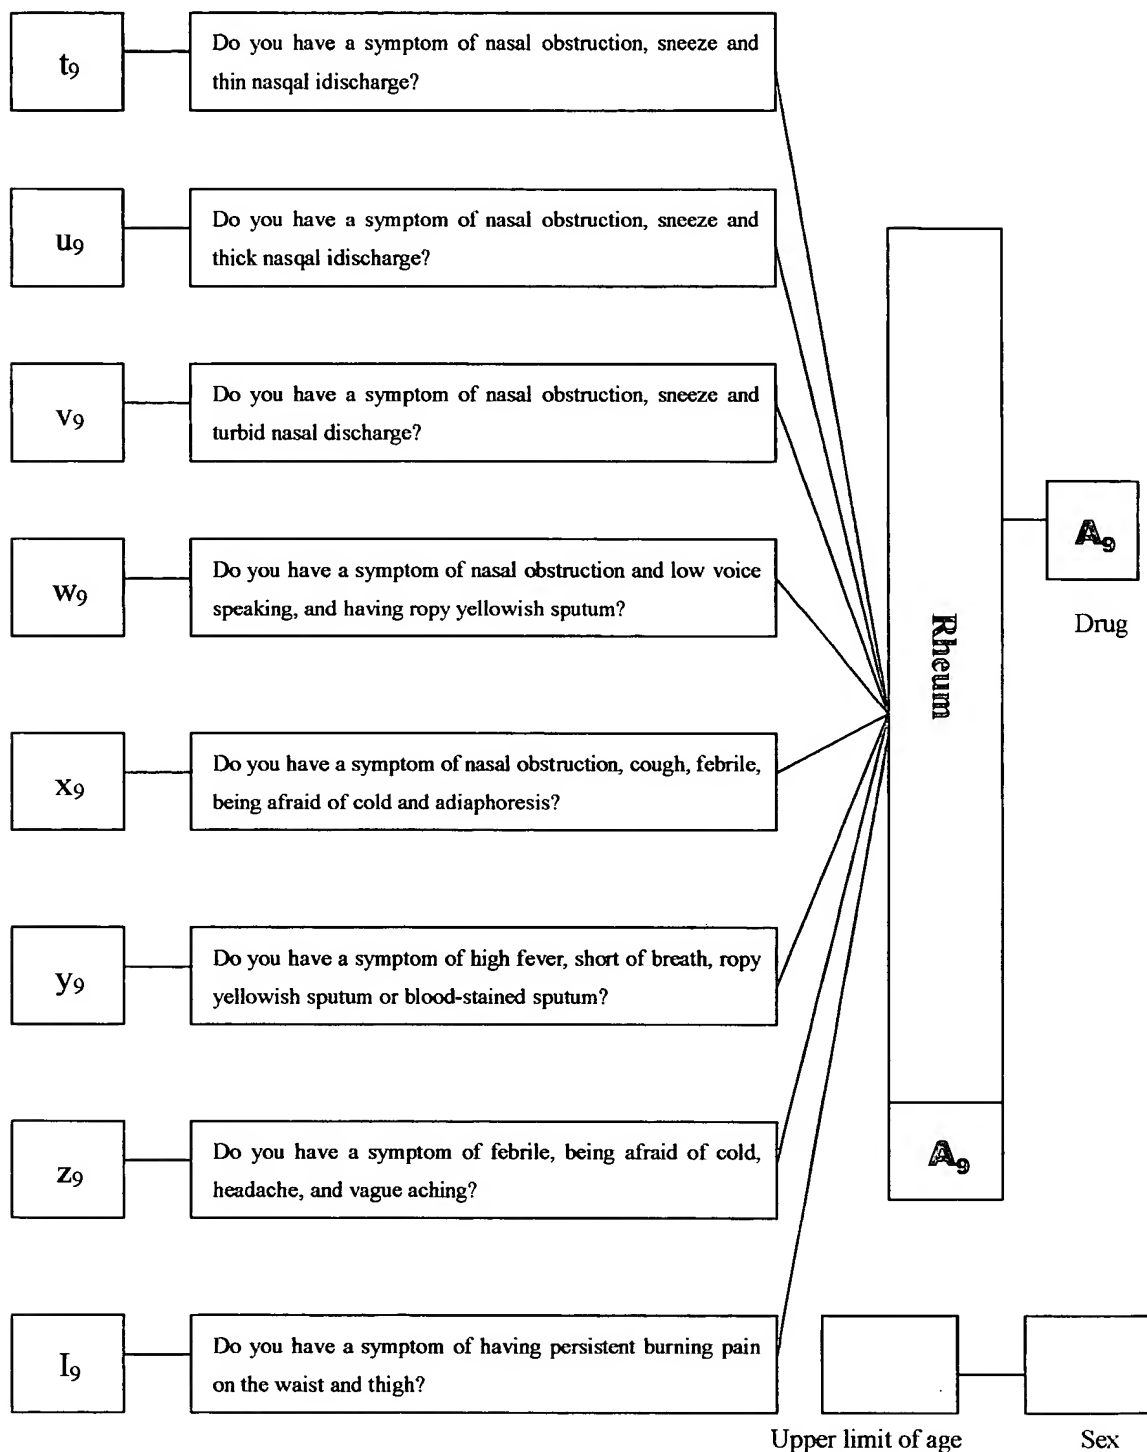 t9
Do you have a symptom of nasal obstruction, sneeze and
thin nasqal idischarge?
u9
Do you have a symptom of nasal obstruction, sneeze and
thick nasqal idischarge?
v9
Do you have a symptom of nasal obstruction, sneeze and
turbid nasal discharge?
w9
Do you have a symptom of nasal obstruction and low voice
speaking, and having ropy yellowish sputum?
x9
Do you have a symptom of nasal obstruction, cough, febrile,
being afraid of cold and adiaphoresis?
y9
Do you have a symptom of high fever, short of breath, ropy
yellowish sputum or blood-stained sputum?
z9
Do you have a symptom of febrile, being afraid of cold,
headache, and vague aching?
I9
Do you have a symptom of having persistent burning pain
on the waist and thigh?
Rheum
A9
A9
Drug
Upper limit of age
Sex